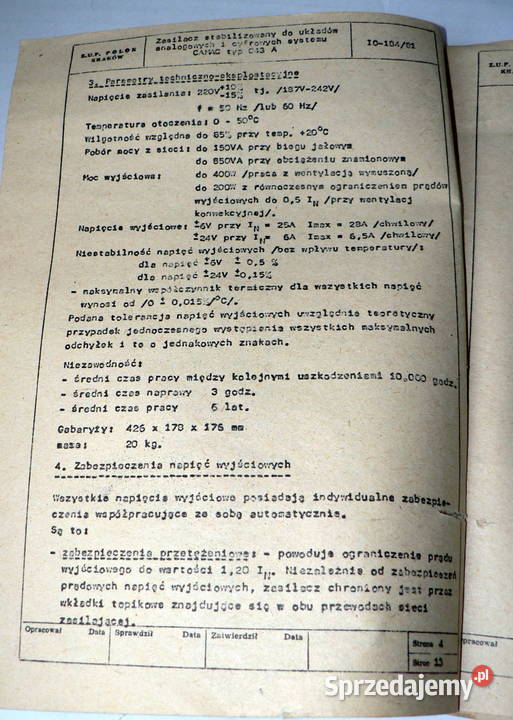 Z.U.P. POLON
KRAKÓW
Zasilacz stabilizowany do układów
analogowych i cyfrowych systemu
CAMAC typ 043 A
IO-184/81
3. Parametry techniczno-eksploatacyjne
Napięcie zasilania: 220V +10% -15% tj. /187V-242V/
f = 50 Hz /lub 60 Hz/
Temperatura otoczenia: 0 - 50°C
Wilgotność względna do 85% przy temp. +20°C
Pobór mocy z sieci: do 150VA przy biegu jałowym
do 850VA przy obciążeniu znamionowym
Moc wyjściowa: do 400W /praca z wentylacją wymuszoną/
do 200W z równoczesnym ograniczeniem prądów
wyjściowych do 0,5 IN /przy wentylacji
konwekcyjnej/.
Napięcie wyjściowe: ±6V przy IN = 25A Imax = 28A /chwilowy/
±24V przy IN= 6A Imax = 6,5A /chwilowy/
Niestabilność napięć wyjściowych /bez wpływu temperatury/:
dla napięć ±6V ± 0,5 %
dla napięć ±24V ±0,15%
- maksymalny współczynnik termiczny dla wszystkich napięć
wynosi od /0 ± 0,015%/°C/.
Podana tolerancja napięć wyjściowych uwzględnia teoretyczny
przypadek jednoczesnego wystąpienia wszystkich maksymalnych
odchyłek i to o jednakowych znakach.
Niezawodność:
- średni czas pracy między kolejnymi uszkodzeniami 10,000 godz.
- średni czas naprawy 3 godz.
- średni czas pracy 6 lat.
Gabaryty: 426 x 178 x 176 mm
masa: 20 kg.
4. Zabezpieczenia napięć wyjściowych
Wszystkie napięcia wyjściowe posiadają indywidualne zabezpie-
czenia współpracujące ze sobą automatycznie.
Są to:
- zabezpieczenia przetężeniowe: - powoduje ograniczenie prądu
wyjściowego do wartości 1,20 IN. Niezależnie od zabezpieczeń
prądowych napięć wyjściowych, zasilacz chroniony jest przez
wkładki topikowe znajdujące się w obu przewodach sieci
zasilającej.
Opracował Data Sprawdził Data Zatwierdził Data
Strona 4
Stron 13
Z.U.P.
KR
pracował
Sprzedajemy.pl